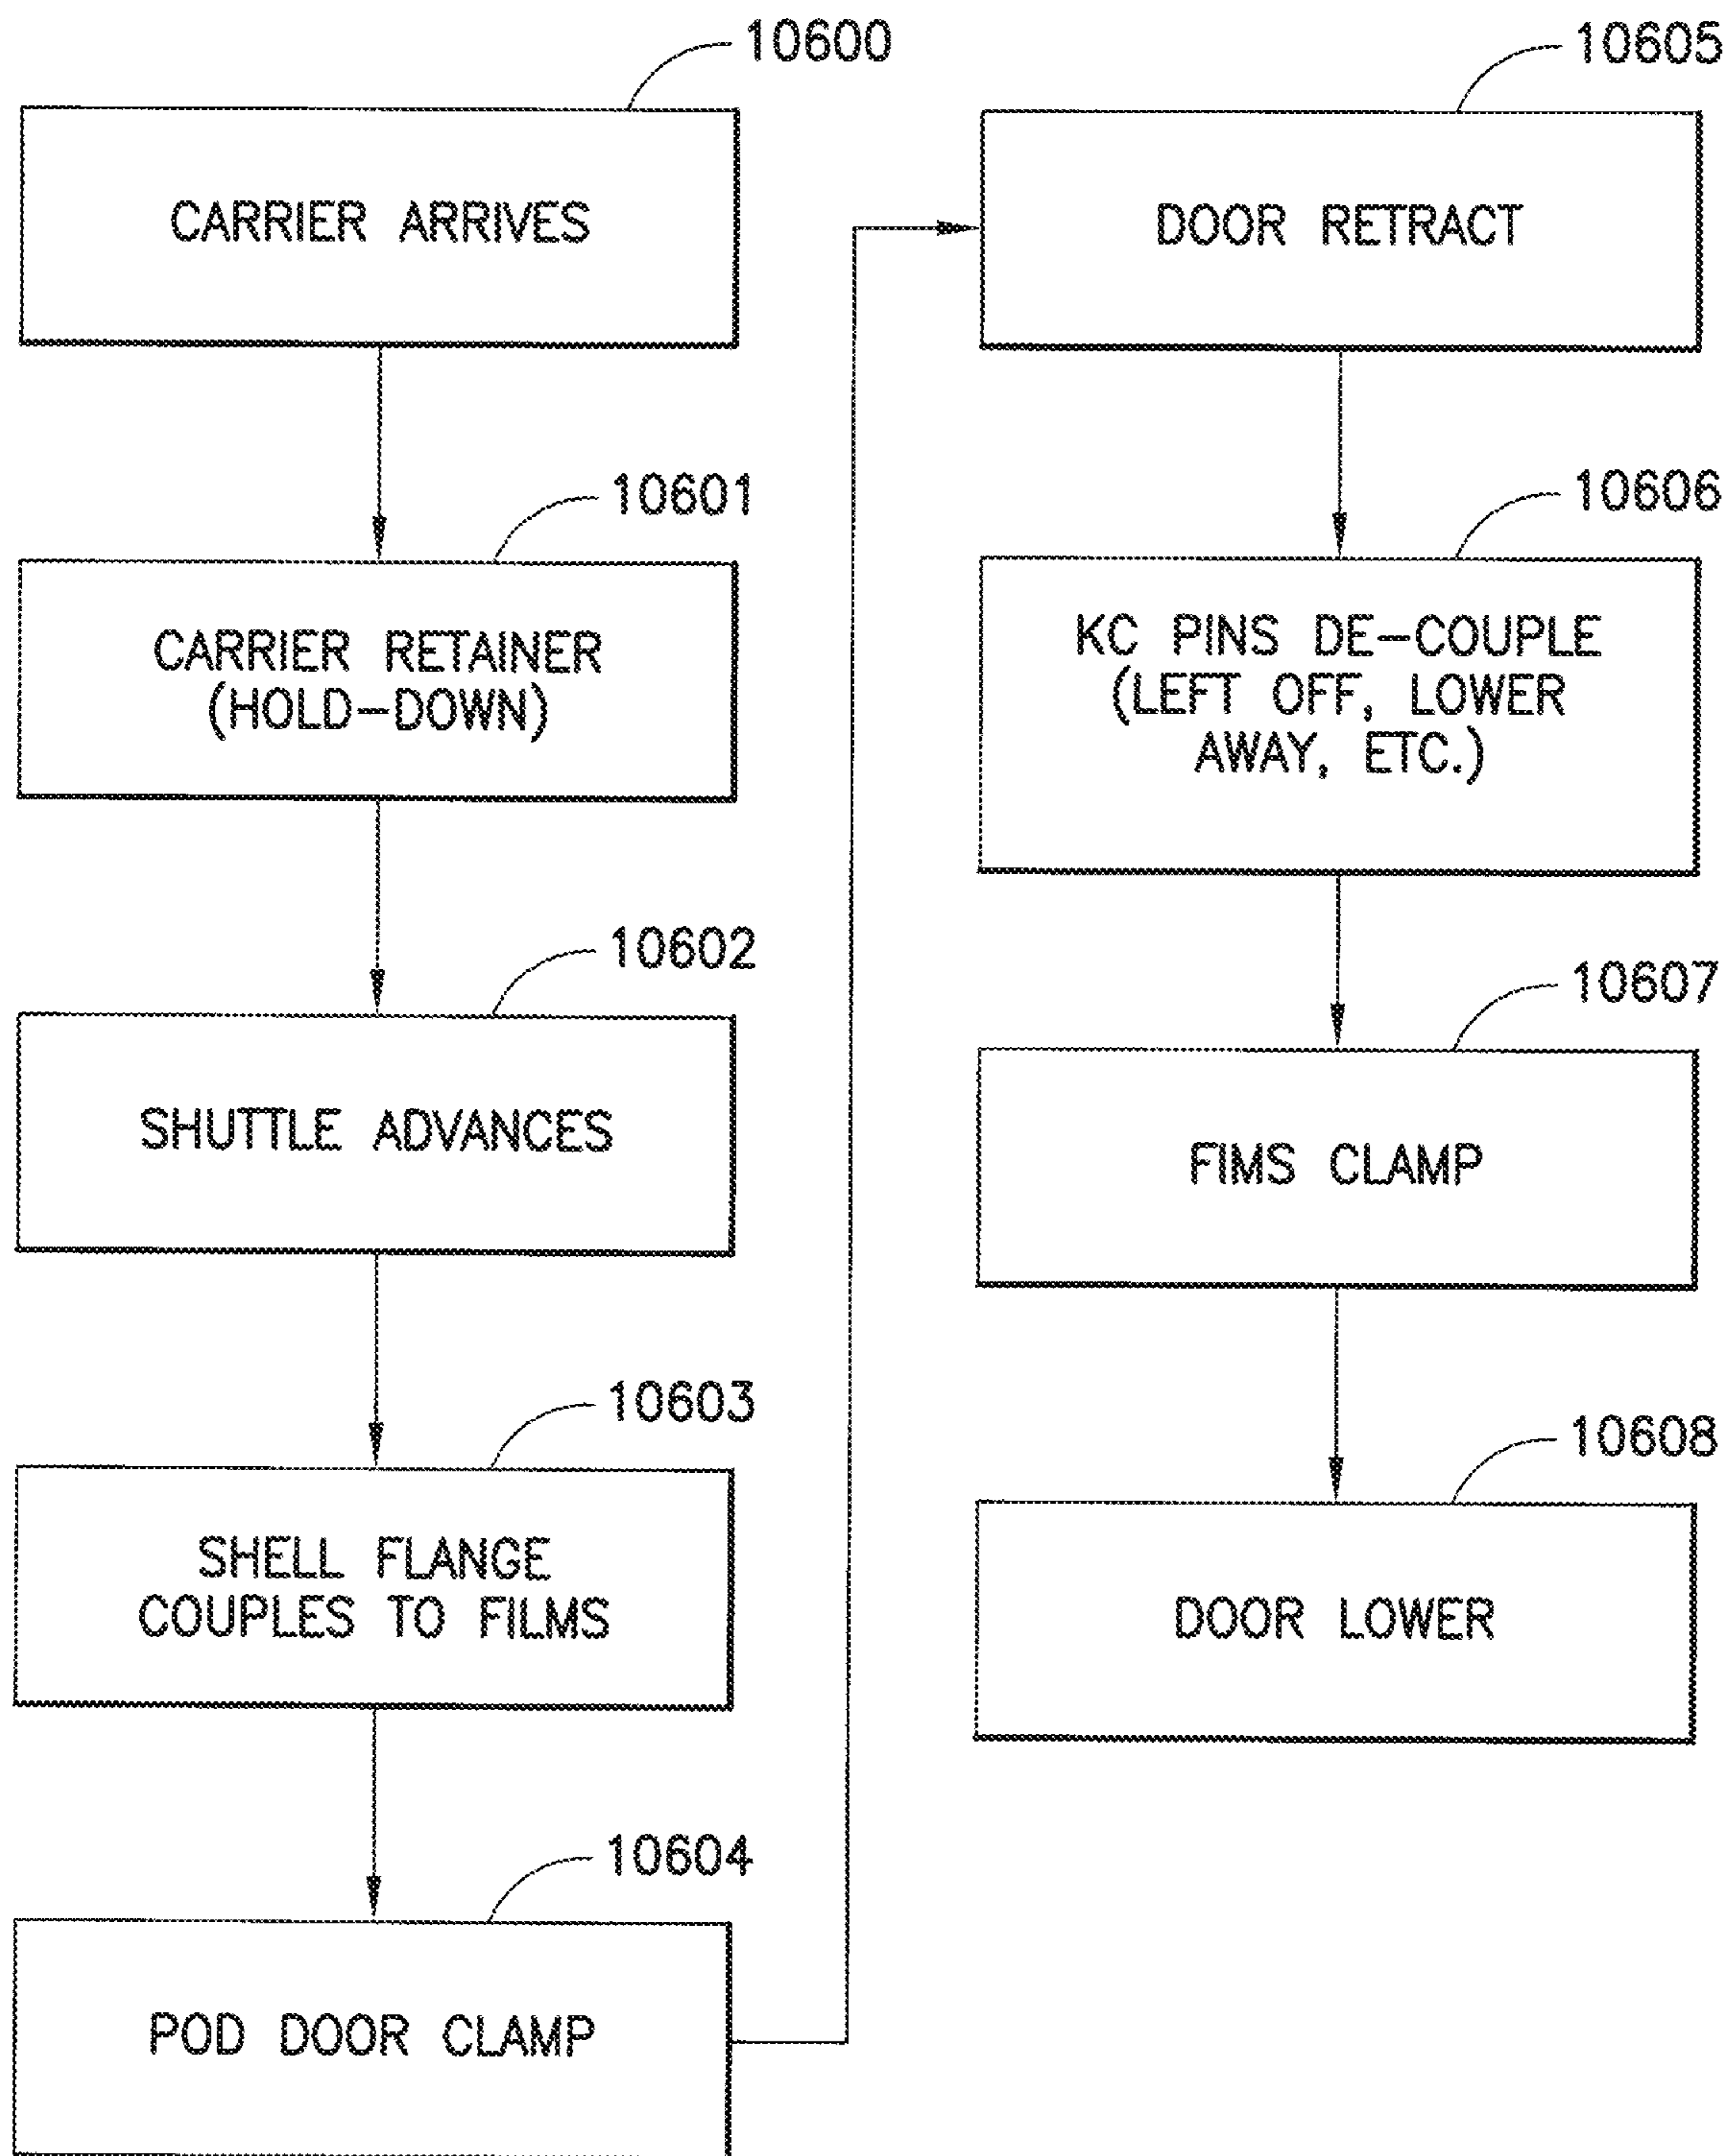 10600
CARRIER ARRIVES
10601
CARRIER RETAINER
(HOLD-DOWN)
10602
SHUTTLE ADVANCES
10603
SHELL FLANGE
COUPLES TO FILMS
10604
POD DOOR CLAMP
10605
DOOR RETRACT
10606
KC PINS DE-COUPLE
(LEFT OFF, LOWER
AWAY, ETC.)
10607
FIMS CLAMP
10608
DOOR LOWER